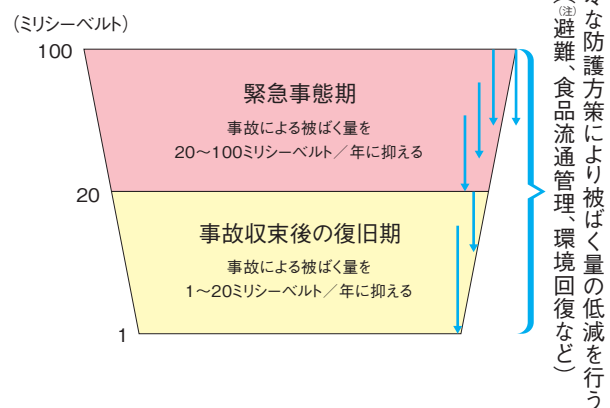 (ミリシーベルト)
100
緊急事態期
事故による被ばく量を
20〜100ミリシーベルト／年に抑える
20
事故収束後の復旧期
事故による被ばく量を
1〜20ミリシーベルト／年に抑える
1
な防護方策により被ばく量の低減を行う
(注)避難、食品流通管理、環境回復など)